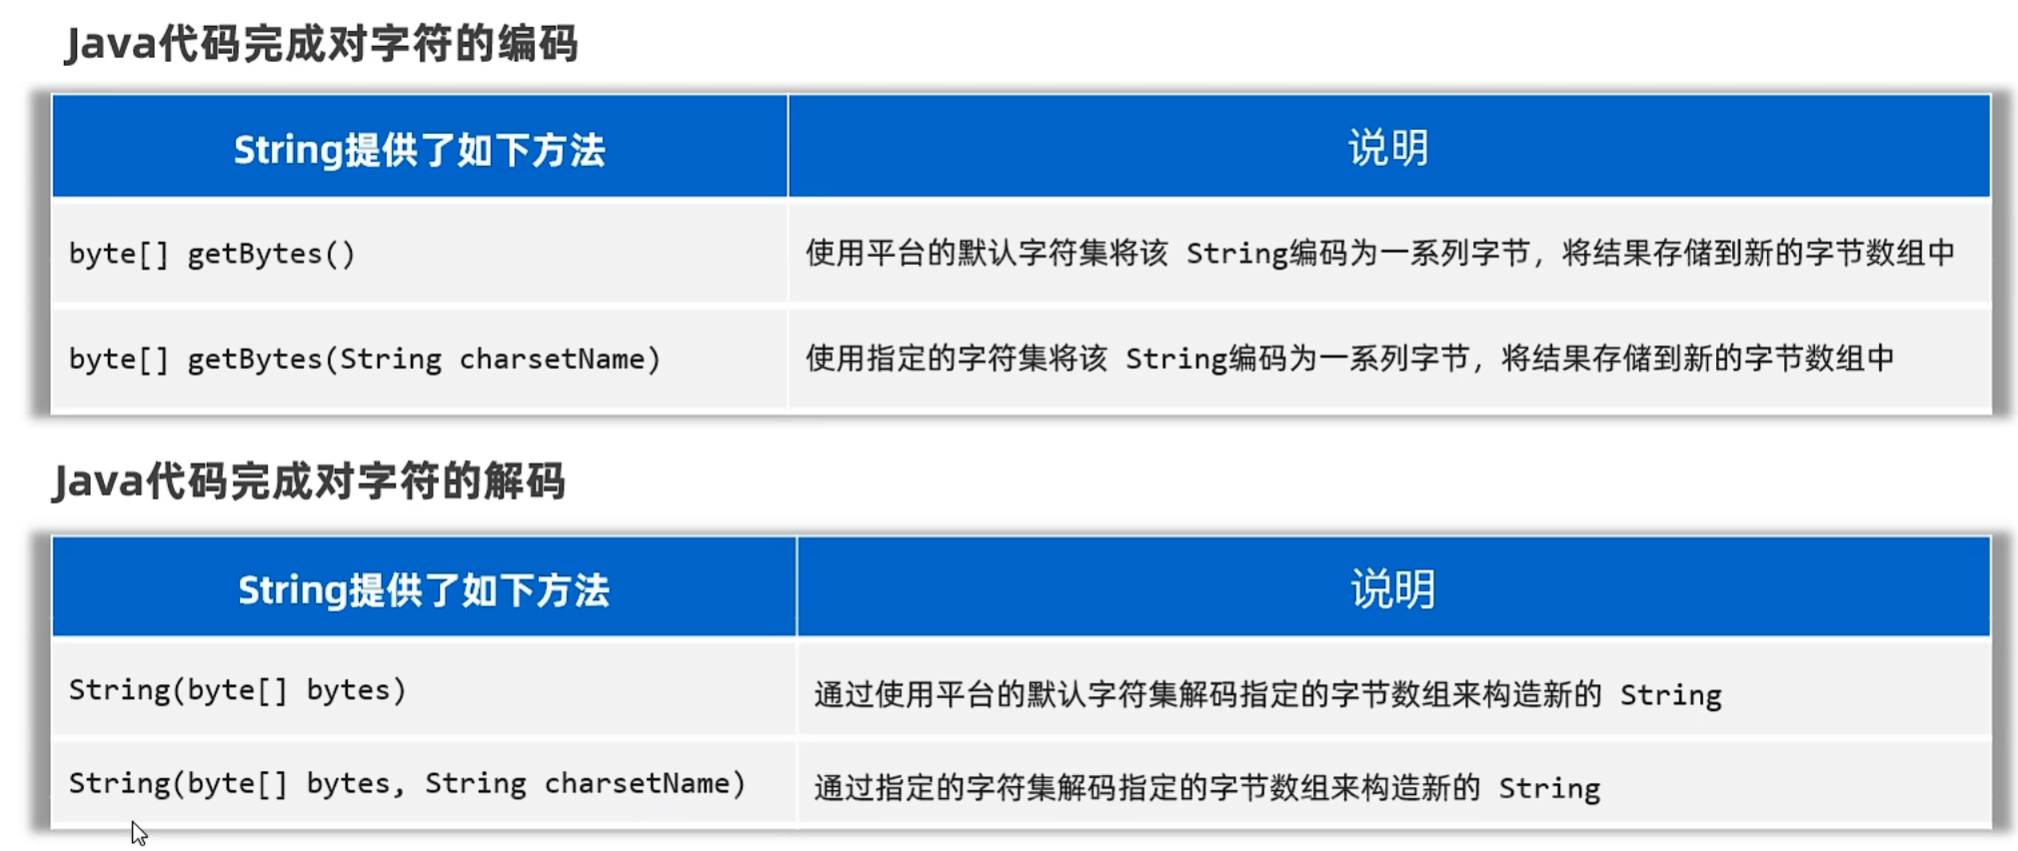 Java代码完成对字符的编码
String提供了如下方法 说明
byte[] getBytes() 使用平台的默认字符集将该 String编码为一系列字节，将结果存储到新的字节数组中
byte[] getBytes(String charsetName) 使用指定的字符集将该 String编码为一系列字节，将结果存储到新的字节数组中
Java代码完成对字符的解码
String提供了如下方法 说明
String(byte[] bytes) 通过使用平台的默认字符集解码指定的字节数组来构造新的 String
String(byte[] bytes, String charsetName) 通过指定的字符集解码指定的字节数组来构造新的 String